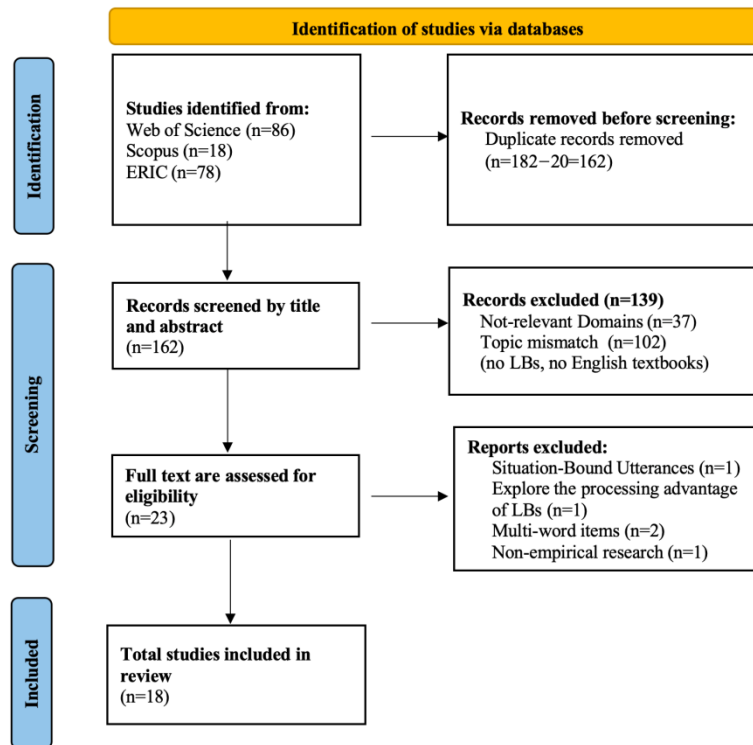 Identification of studies via databases
Identification
Studies identified from:
Web of Science (n=86)
Scopus (n=18)
ERIC (n=78)
Records removed before screening:
Duplicate records removed
(n=182−20=162)
Screening
Records screened by title
and abstract
(n=162)
Records excluded (n=139)
Not-relevant Domains (n=37)
Topic mismatch (n=102)
(no LBs, no English textbooks)
Full text are assessed for
eligibility
(n=23)
Reports excluded:
Situation-Bound Utterances (n=1)
Explore the processing advantage
of LBs (n=1)
Multi-word items (n=2)
Non-empirical research (n=1)
Included
Total studies included in
review
(n=18)